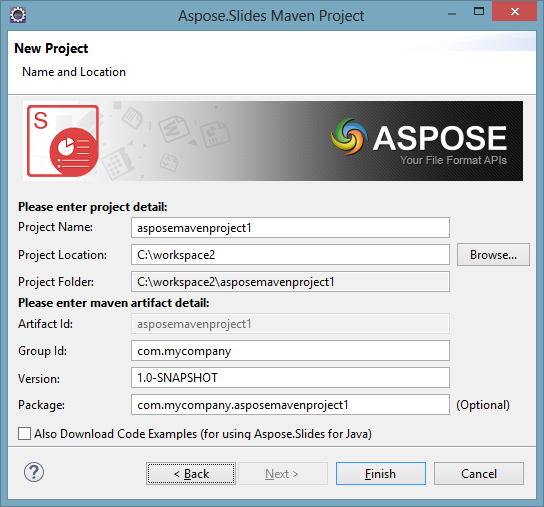 Aspose.Slides Maven Project
New Project
Name and Location
S
W
ASPOSE
Your File Format APIs
Please enter project detail:
Project Name: asposemavenproject1
Project Location: C:\workspace2 Browse...
Project Folder: C:\workspace2\asposemavenproject1
Please enter maven artifact detail:
Artifact Id: asposemavenproject1
Group Id: com.mycompany
Version: 1.0-SNAPSHOT
Package: com.mycompany.asposemavenproject1 (Optional)
Also Download Code Examples (for using Aspose.Slides for Java)
? < Back Next > Finish Cancel